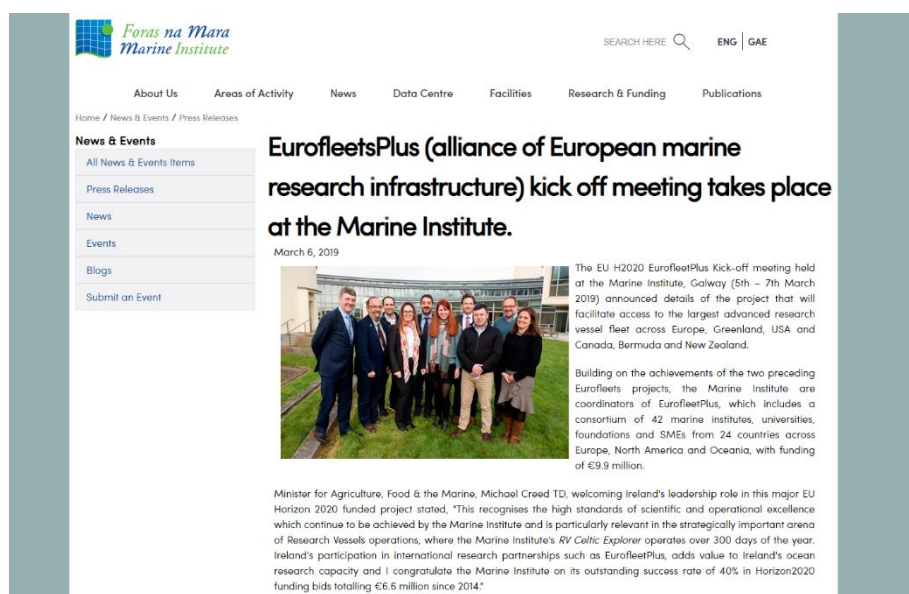 Foras na Mara
Marine Institute
SEARCH HERE
ENG | GAE
About Us Areas of Activity News Data Centre Facilities Research & Funding Publications
Home / News & Events / Press Releases
News & Events
All News & Events Items
Press Releases
News
Events
Blogs
Submit an Event
EurofleetsPlus (alliance of European marine
research infrastructure) kick off meeting takes place
at the Marine Institute.
March 6, 2019
The EU H2020 EurofleetPlus Kick-off meeting held
at the Marine Institute, Galway (5th – 7th March
2019) announced details of the project that will
facilitate access to the largest advanced research
vessel fleet across Europe, Greenland, USA and
Canada, Bermuda and New Zealand.
Building on the achievements of the two preceding
Eurofleets projects, the Marine Institute are
coordinators of EurofleetPlus, which includes a
consortium of 42 marine institutes, universities,
foundations and SMEs from 24 countries across
Europe, North America and Oceania, with funding
of €9.9 million.
Minister for Agriculture, Food & the Marine, Michael Creed TD, welcoming Ireland's leadership role in this major EU
Horizon 2020 funded project stated, "This recognises the high standards of scientific and operational excellence
which continue to be achieved by the Marine Institute and is particularly relevant in the strategically important arena
of Research Vessels operations, where the Marine Institute's RV Celtic Explorer operates over 300 days of the year.
Ireland's participation in international research partnerships such as EurofleetPlus, adds value to Ireland's ocean
research capacity and I congratulate the Marine Institute on its outstanding success rate of 40% in Horizon2020
funding bids totalling €6.6 million since 2014."